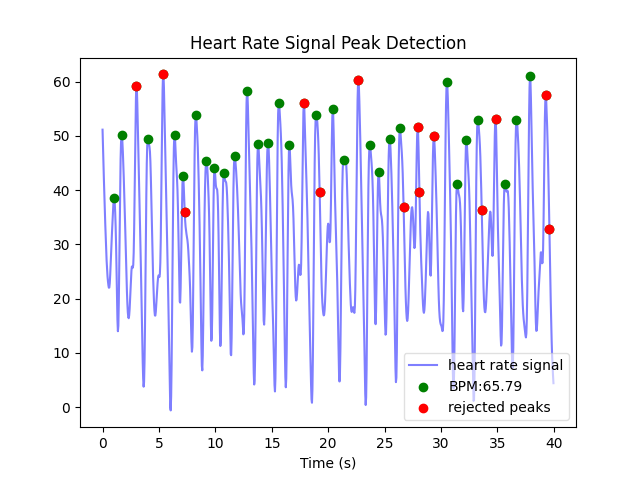 Heart Rate Signal Peak Detection
60
50
40
30
20
10
0
heart rate signal
BPM:65.79
rejected peaks
0 5 10 15 20 25 30 35 40
Time (s)